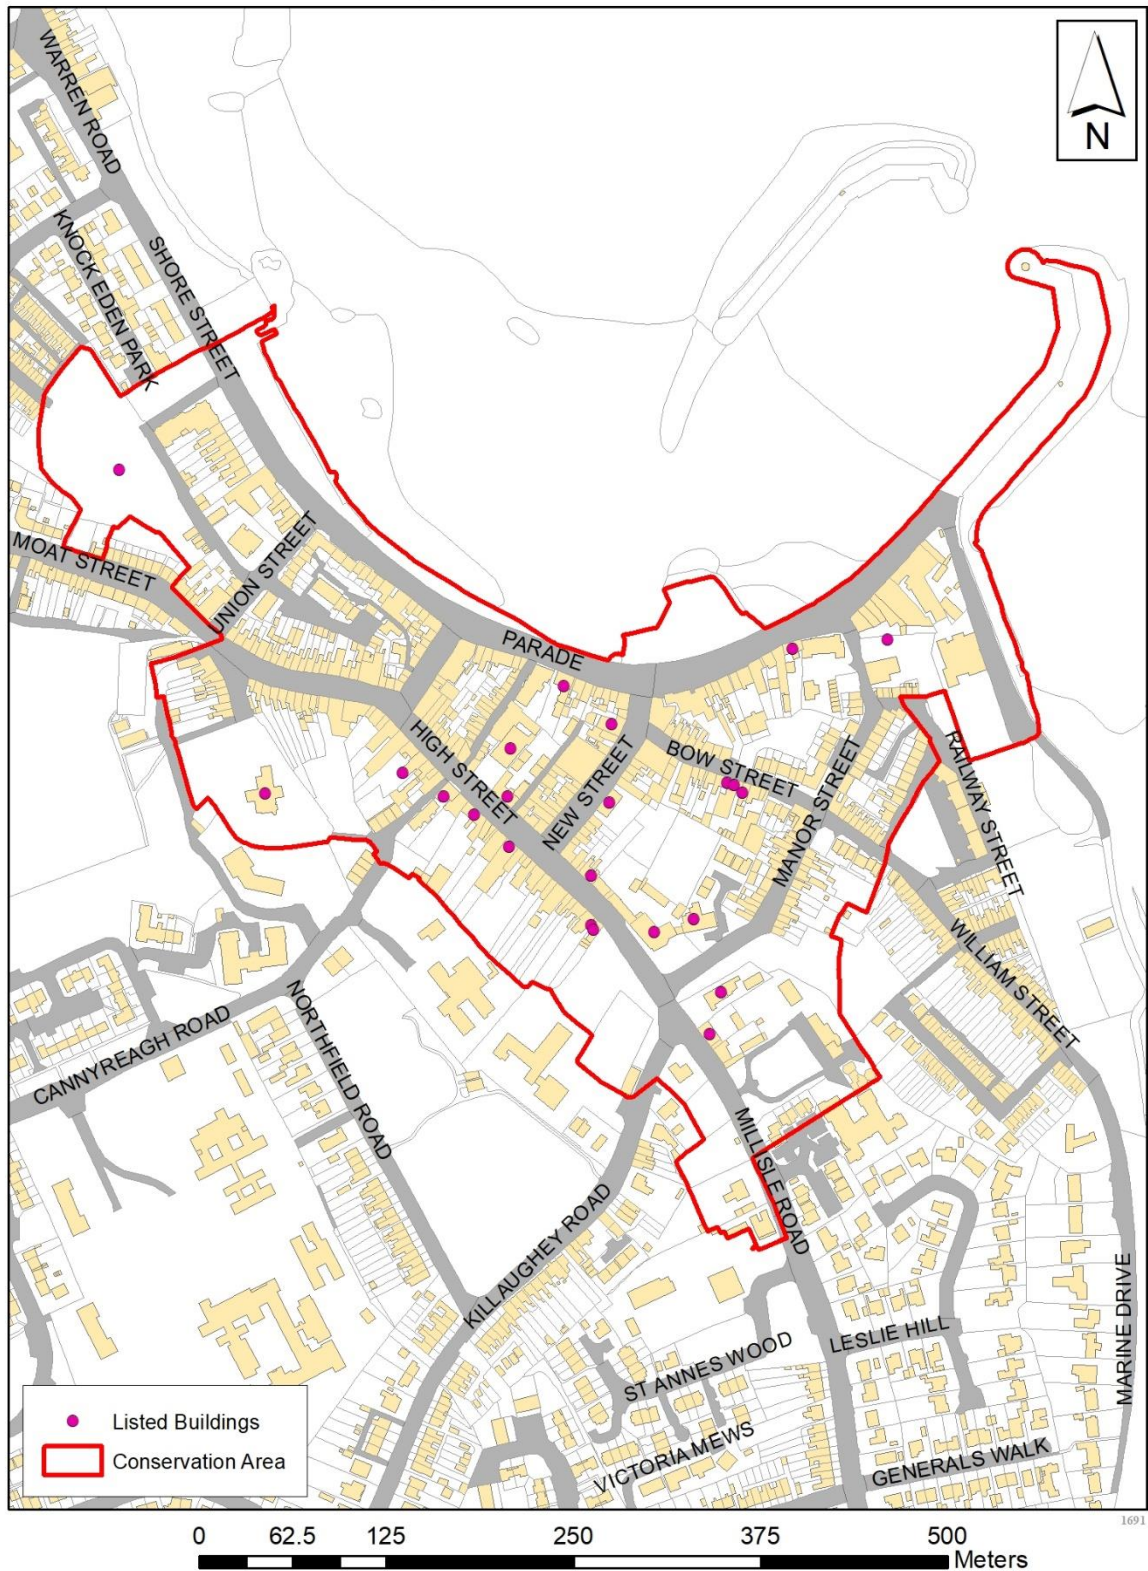 WARREN ROAD
N
KNOCK EDEN PARK
SHORE STREET
MOAT STREET
UNION STREET
PARADE
HIGH STREET
NEW STREET
BOW STREET
MANOR STREET
RAILWAY STREET
WILLIAM STREET
CANNYREAGH ROAD
NORTHFIELD ROAD
KILLAUGHEY ROAD
MILLISLE ROAD
MARINE DRIVE
LESLIE HILL
ST ANNES WOOD
VICTORIA MEWS
GENERALS WALK
Listed Buildings
Conservation Area
1691
0 62.5 125 250 375 500
Meters